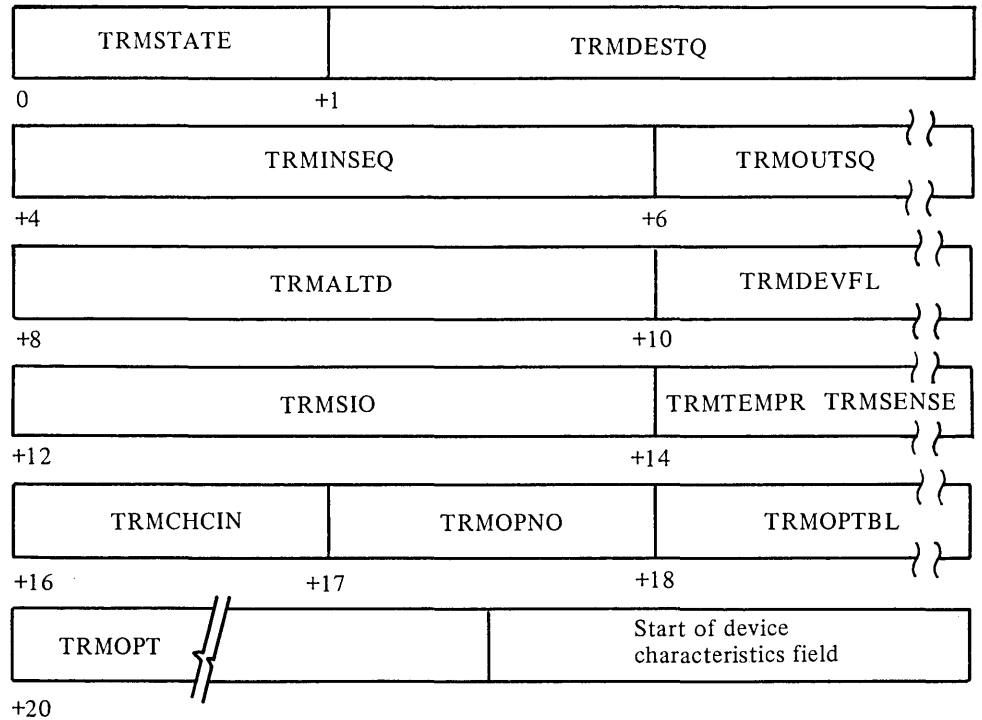 TRMSTATE TRMDESTQ
0 +1
TRMINSEQ TRMOUTSQ
+4 +6
TRMALTD TRMDEVFL
+8 +10
TRMSIO TRMTEMPR TRMSENSE
+12 +14
TRMCHCIN TRMOPNO TRMOPTBL
+16 +17 +18
TRMOPT Start of device
characteristics field
+20